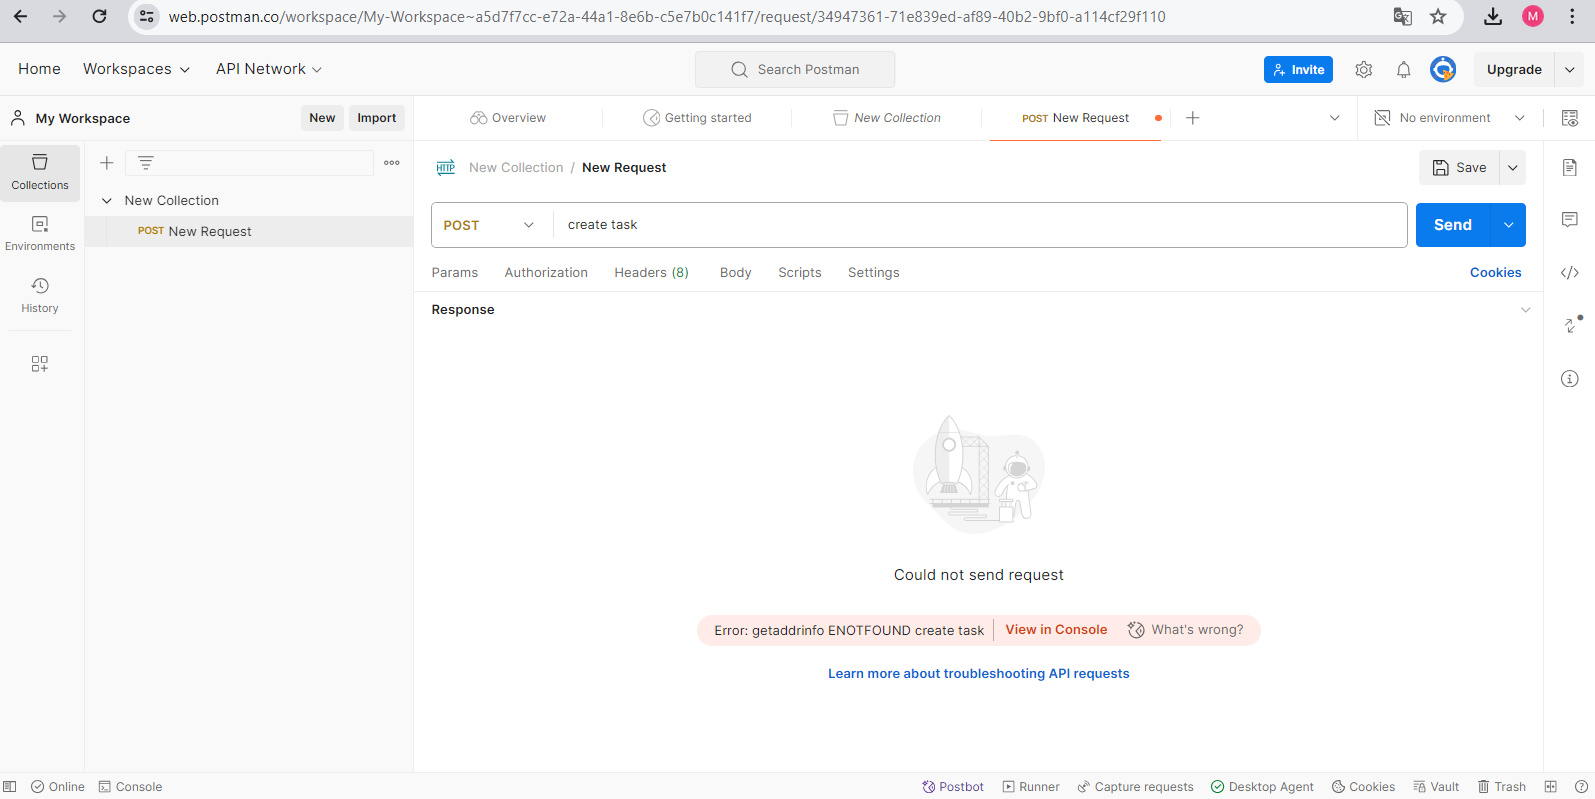 web.postman.co/workspace/My-Workspace~a5d7f7cc-e72a-44a1-8e6b-c5e7b0c141f7/request/34947361-71e839ed-af89-40b2-9bf0-a114cf29f110
M
Home Workspaces API Network Search Postman Invite Upgrade
My Workspace New Import Overview Getting started New Collection POST New Request No environment
Collections
Environments
History
New Collection
POST New Request
HTTP New Collection / New Request Save
POST create task Send
Params Authorization Headers (8) Body Scripts Settings Cookies
Response
Could not send request
Error: getaddrinfo ENOTFOUND create task View in Console What's wrong?
Learn more about troubleshooting API requests
Online Console Postbot Runner Capture requests Desktop Agent Cookies Vault Trash